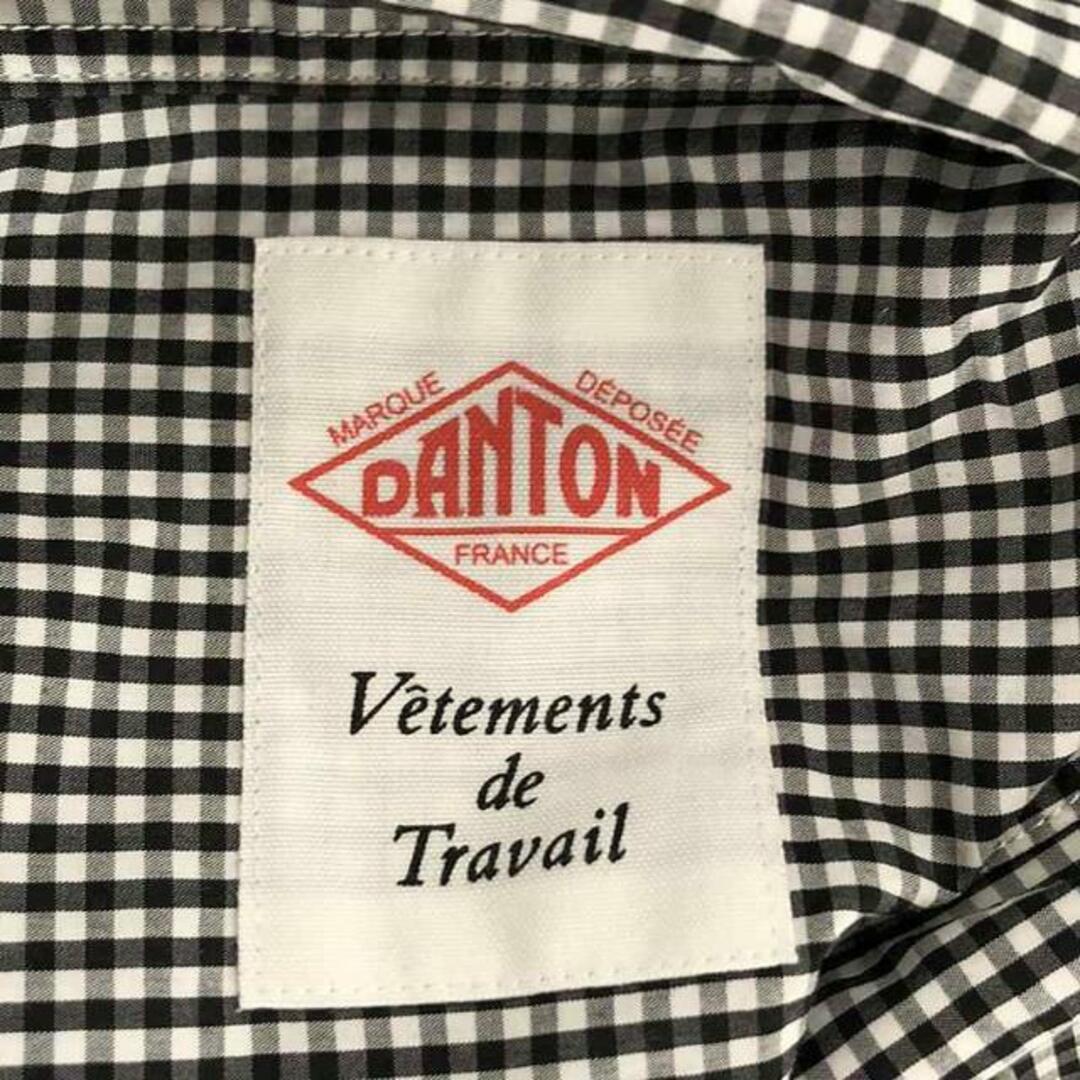 MARQUE DÉPOSÉE
DANTON
FRANCE
Vêtements
de
Travail